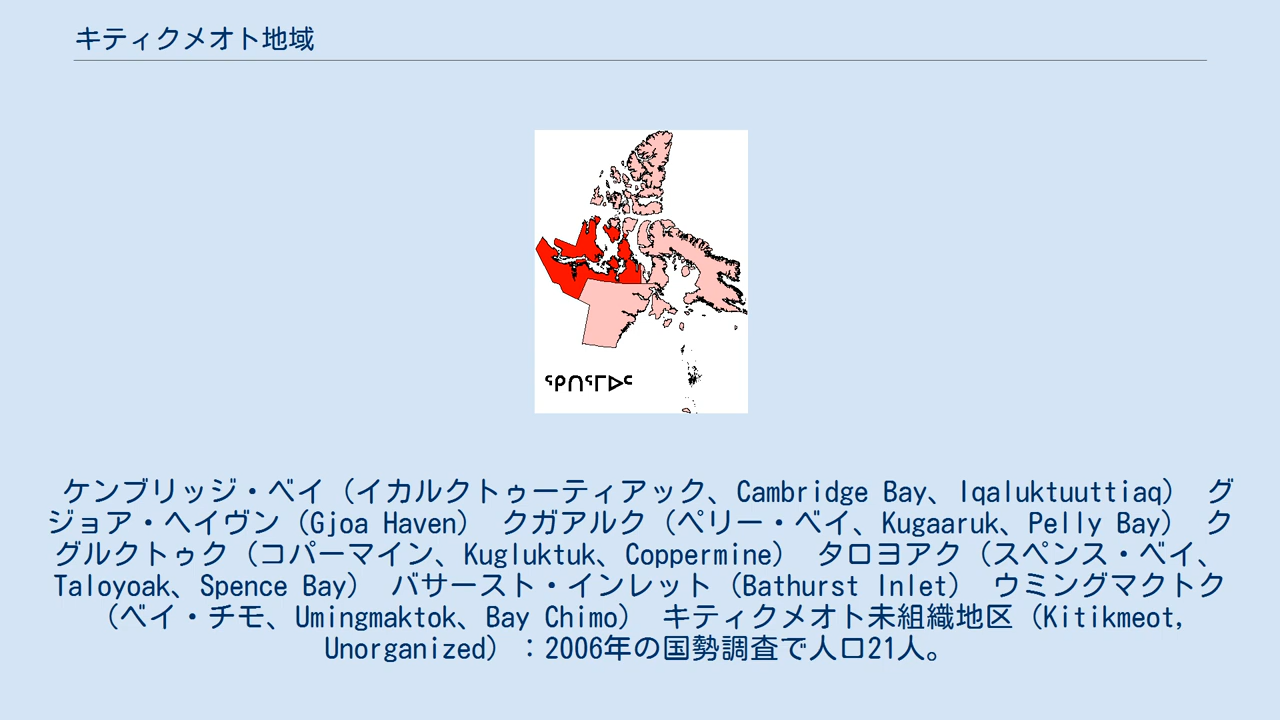 キティクメオト地域
ᕿᑎᕐᒥᐅᑦ
ケンブリッジ・ベイ（イカルクトゥーティアック、Cambridge Bay、Iqaluktuuttiaq） グ
ジョア・ヘイヴン（Gjoa Haven） クガアルク（ペリー・ベイ、Kugaaruk、Pelly Bay） ク
グルクトゥク（コパーマイン、Kugluktuk、Coppermine） タロヨアク（スペンス・ベイ、
Taloyoak、Spence Bay） バサースト・インレット（Bathurst Inlet） ウミングマクトク
（ベイ・チモ、Umingmaktok、Bay Chimo） キティクメオト未組織地区（Kitikmeot,
Unorganized）：2006年の国勢調査で人口21人。